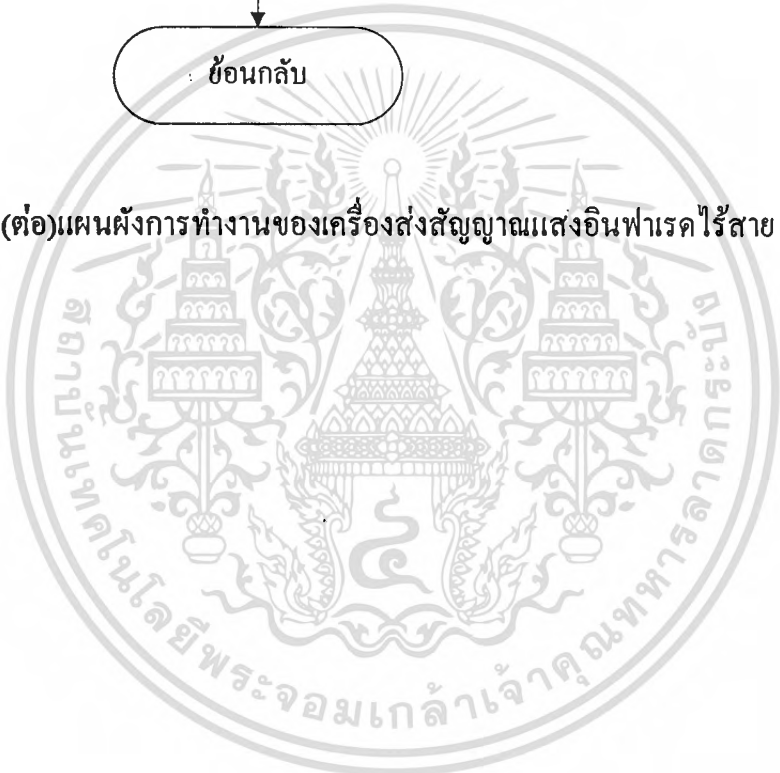 ย้อนกลับ
(ต่อ)แผนผังการทำงานของเครื่องส่งสัญญาณแสงอินฟาเรดไร้สาย
สถาบันเทคโนโลยีพระจอมเกล้าเจ้าคุณทหารลาดกระบัง